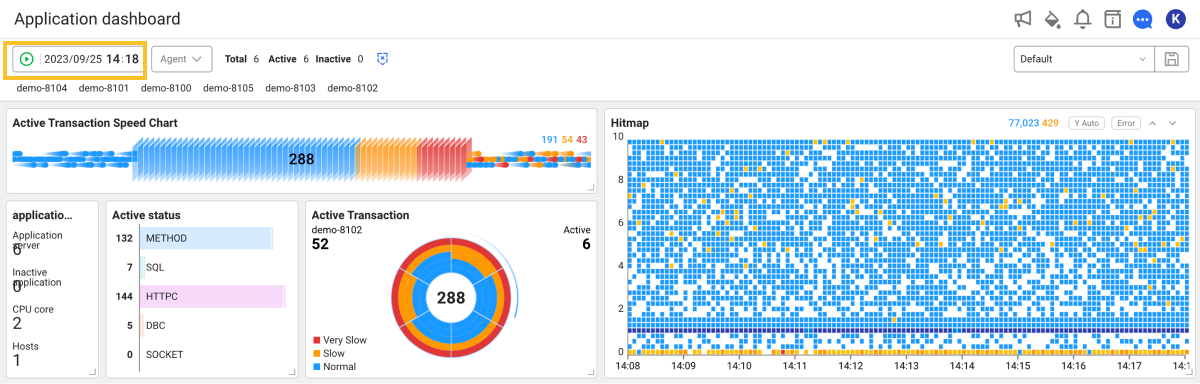 Application dashboard
K
2023/09/25 14:18 Agent Total 6 Active 6 Inactive 0 Default
demo-8104 demo-8101 demo-8100 demo-8105 demo-8103 demo-8102
Active Transaction Speed Chart
191 54 43
288
Hitmap 77,023 429 Y Auto Error
10
8
6
4
2
0
14:08 14:09 14:10 14:11 14:12 14:13 14:14 14:15 14:16 14:17 14:1
applicatio...
Application server
6
Inactive application
0
CPU core
2
Hosts
1
Active status
132 METHOD
7 SQL
144 HTTPC
5 DBC
0 SOCKET
Active Transaction
demo-8102 Active
52 6
288
Very Slow
Slow
Normal